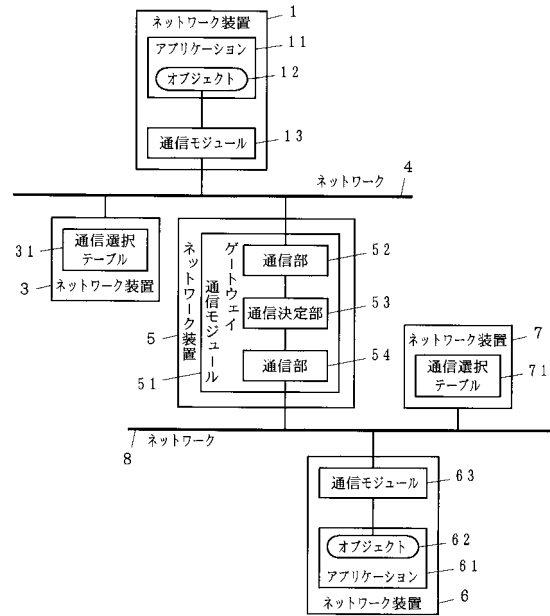 ネットワーク装置
1
アプリケーション
11
オブジェクト
12
通信モジュール
13
ネットワーク
4
31
通信選択
テーブル
3
ネットワーク装置
5
ネットワーク装置
51
通信モジュール
ゲートウェイ
通信部
52
通信決定部
53
通信部
54
7
ネットワーク装置
通信選択
テーブル
71
8
ネットワーク
通信モジュール
63
オブジェクト
62
アプリケーション
61
ネットワーク装置
6